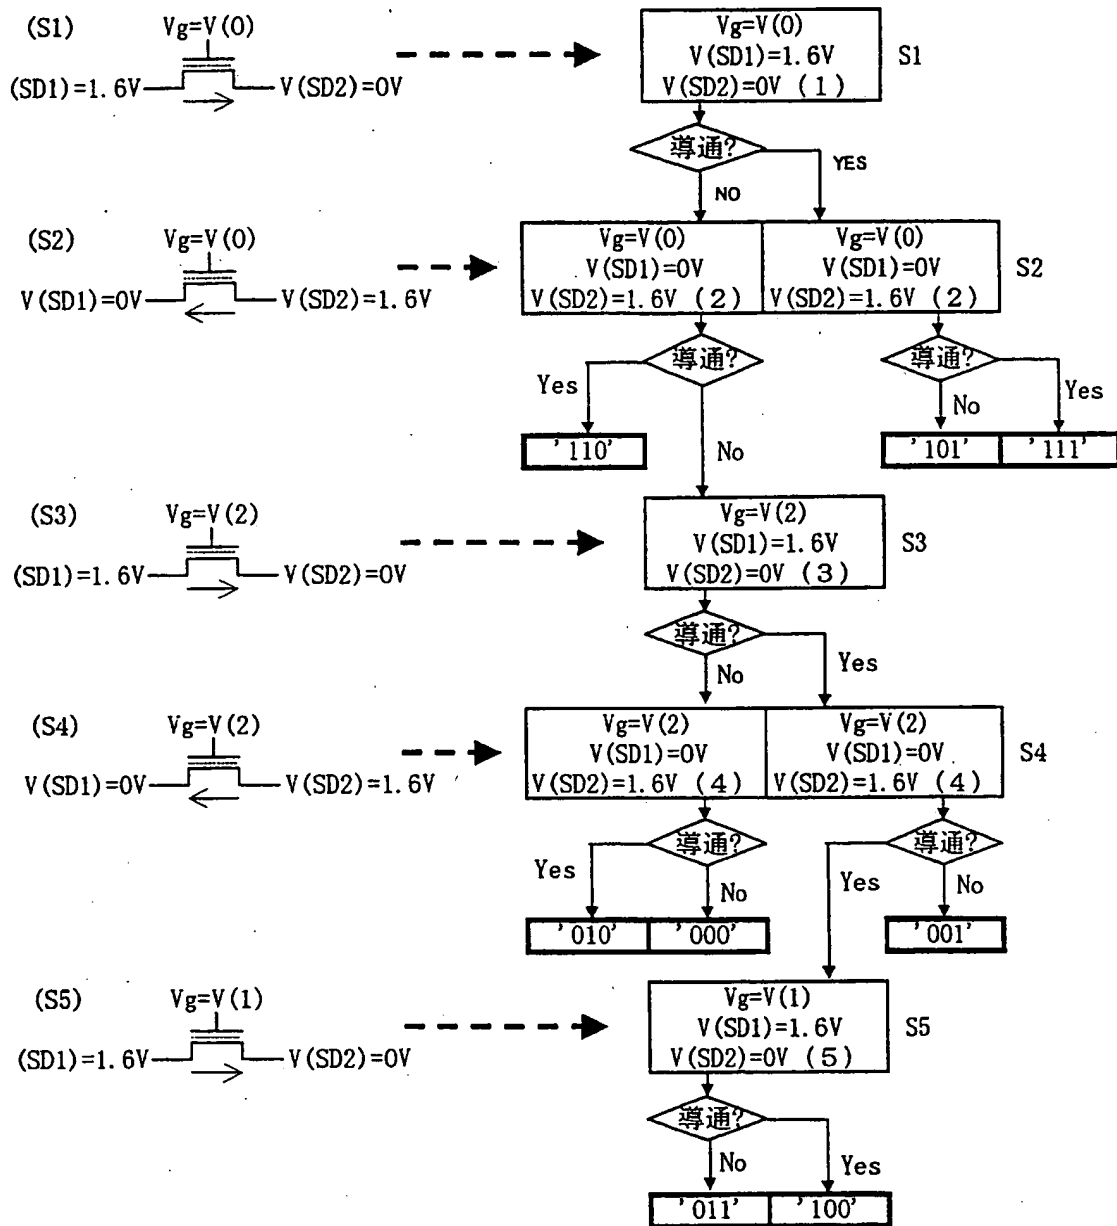 (S1)
Vg=V(0)
(SD1)=1.6V
V(SD2)=0V
Vg=V(0)
V(SD1)=1.6V
V(SD2)=0V (1)
S1
導通?
YES
NO
(S2)
Vg=V(0)
V(SD1)=0V
V(SD2)=1.6V
Vg=V(0)
V(SD1)=0V
V(SD2)=1.6V (2)
Vg=V(0)
V(SD1)=0V
V(SD2)=1.6V (2)
S2
導通?
導通?
Yes
No
No
Yes
'110'
'101'
'111'
(S3)
Vg=V(2)
(SD1)=1.6V
V(SD2)=0V
Vg=V(2)
V(SD1)=1.6V
V(SD2)=0V (3)
S3
導通?
No
Yes
(S4)
Vg=V(2)
V(SD1)=0V
V(SD2)=1.6V
Vg=V(2)
V(SD1)=0V
V(SD2)=1.6V (4)
Vg=V(2)
V(SD1)=0V
V(SD2)=1.6V (4)
S4
導通?
導通?
Yes
No
Yes
No
'010'
'000'
'001'
(S5)
Vg=V(1)
(SD1)=1.6V
V(SD2)=0V
Vg=V(1)
V(SD1)=1.6V
V(SD2)=0V (5)
S5
導通?
No
Yes
'011'
'100'